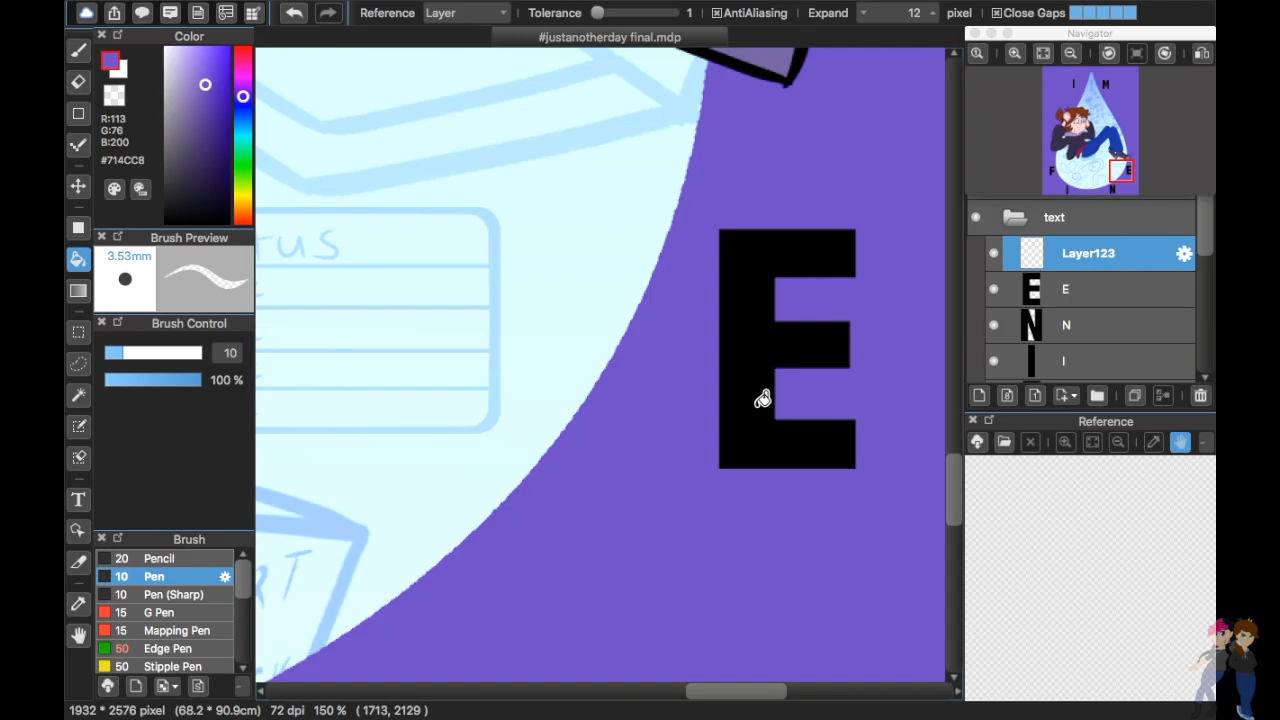 Reference Layer Tolerance 1 AntiAliasing Expand 12 pixel Close Gaps
#justanotherday final.mdp
Color
R:113
G:76
B:200
#714CC8
Brush Preview
3.53mm
Brush Control
10
100 %
Brush
20 Pencil
10 Pen
10 Pen (Sharp)
15 G Pen
15 Mapping Pen
50 Edge Pen
50 Stipple Pen
E
Navigator
I M
F E
I N
text
Layer123
E E
N N
I I
Reference
1932 * 2576 pixel (68.2 * 90.9cm) 72 dpi 150 % ( 1713, 2129 )